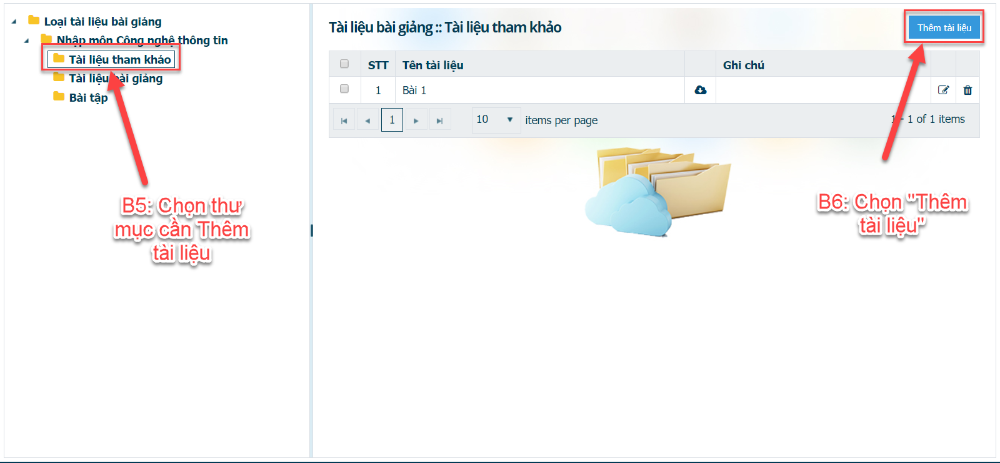 Loại tài liệu bài giảng
Nhập môn Công nghệ thông tin
Tài liệu tham khảo
Tài liệu bài giảng
Bài tập
B5: Chọn thư
mục cần Thêm
tài liệu
Tài liệu bài giảng :: Tài liệu tham khảo
Thêm tài liệu
STT Tên tài liệu Ghi chú
1 Bài 1
1 10 items per page 1 - 1 of 1 items
B6: Chọn "Thêm
tài liệu"